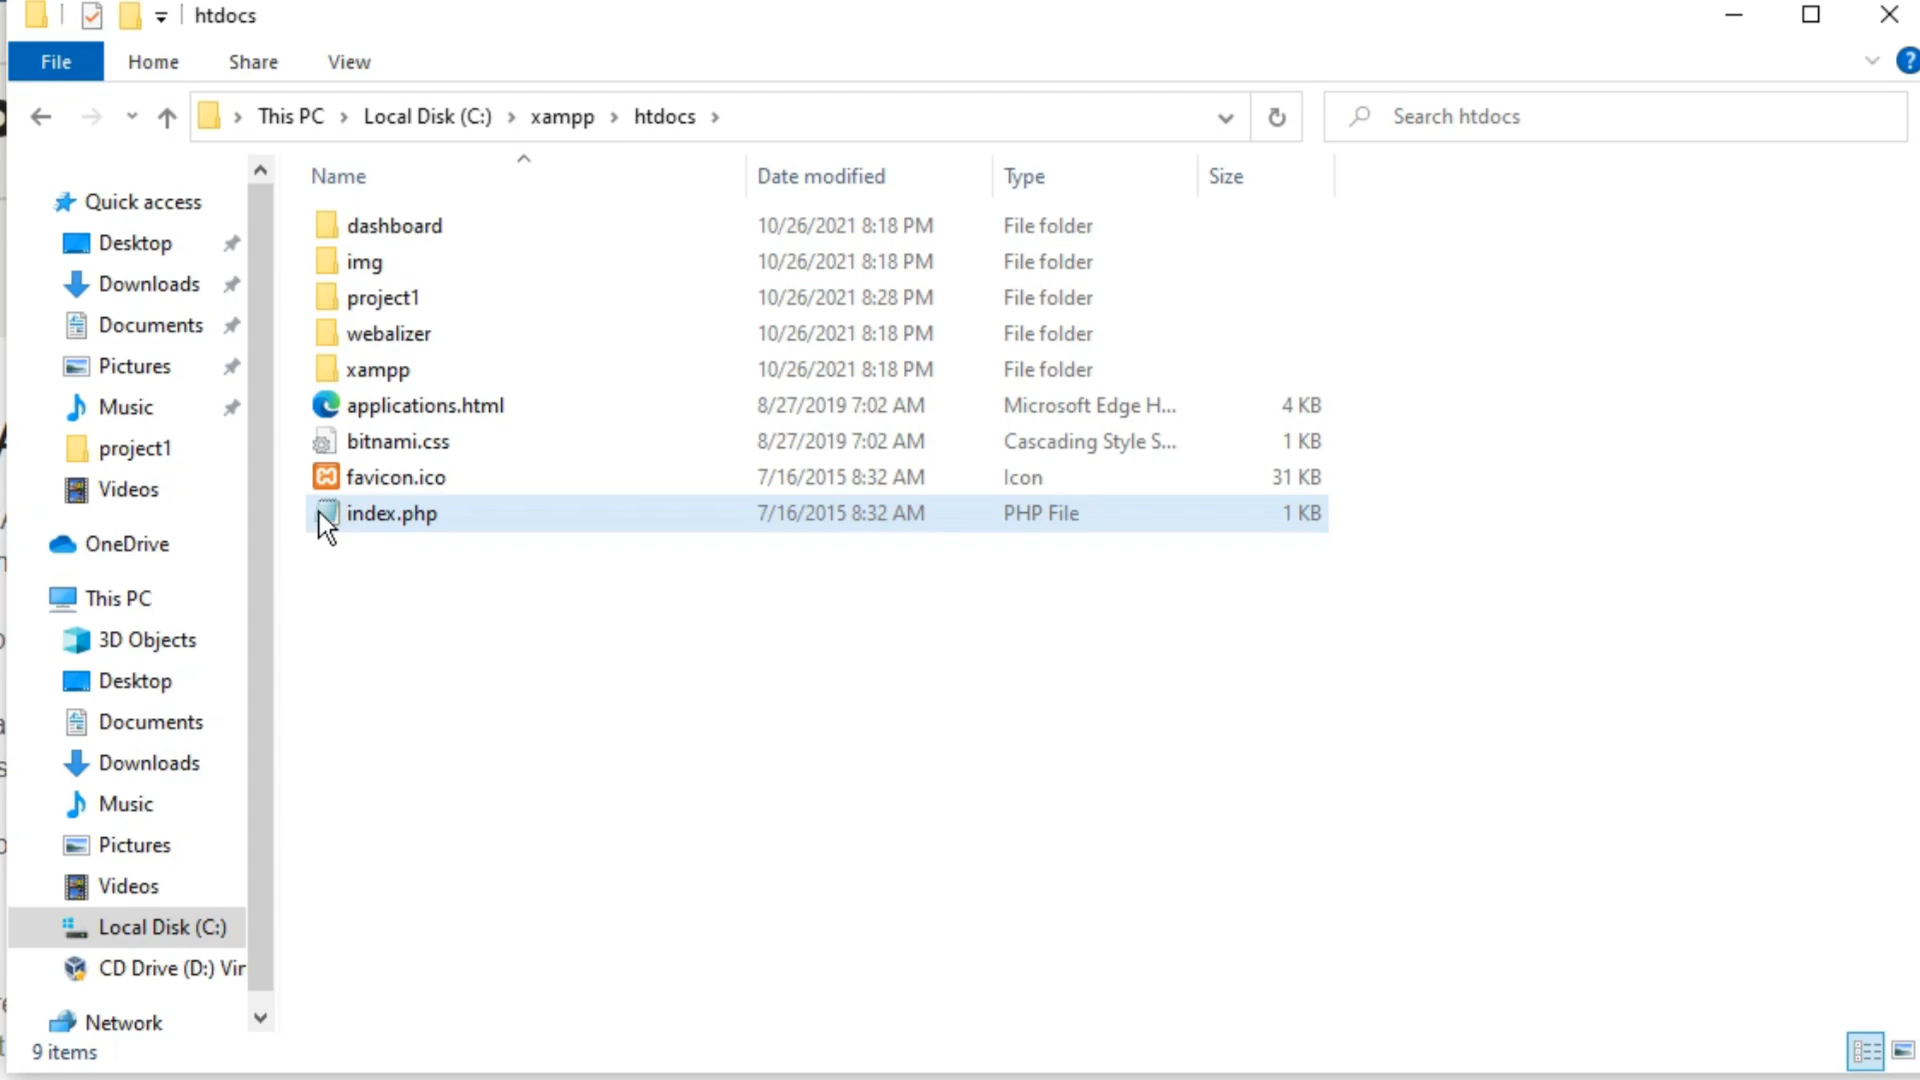 htdocs
File Home Share View
This PC Local Disk (C:) xampp htdocs Search htdocs
Name Date modified Type Size
Quick access
Desktop
Downloads
Documents
Pictures
Music
project1
Videos
OneDrive
This PC
3D Objects
Desktop
Documents
Downloads
Music
Pictures
Videos
Local Disk (C:)
CD Drive (D:) Vir
Network
dashboard 10/26/2021 8:18 PM File folder
img 10/26/2021 8:18 PM File folder
project1 10/26/2021 8:28 PM File folder
webalizer 10/26/2021 8:18 PM File folder
xampp 10/26/2021 8:18 PM File folder
applications.html 8/27/2019 7:02 AM Microsoft Edge H... 4 KB
bitnami.css 8/27/2019 7:02 AM Cascading Style S... 1 KB
favicon.ico 7/16/2015 8:32 AM Icon 31 KB
index.php 7/16/2015 8:32 AM PHP File 1 KB
9 items